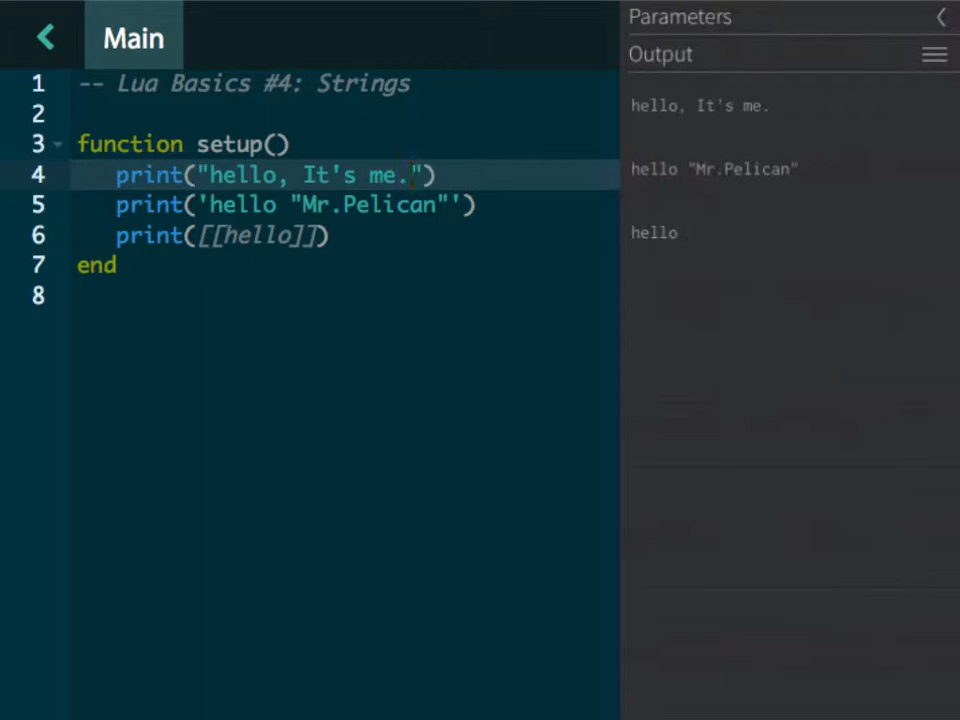 Main
1 -- Lua Basics #4: Strings
2
3 function setup()
4 print("hello, It's me.")
5 print('hello "Mr.Pelican"')
6 print([[hello]])
7 end
8
Parameters
Output
hello, It's me.
hello "Mr.Pelican"
hello